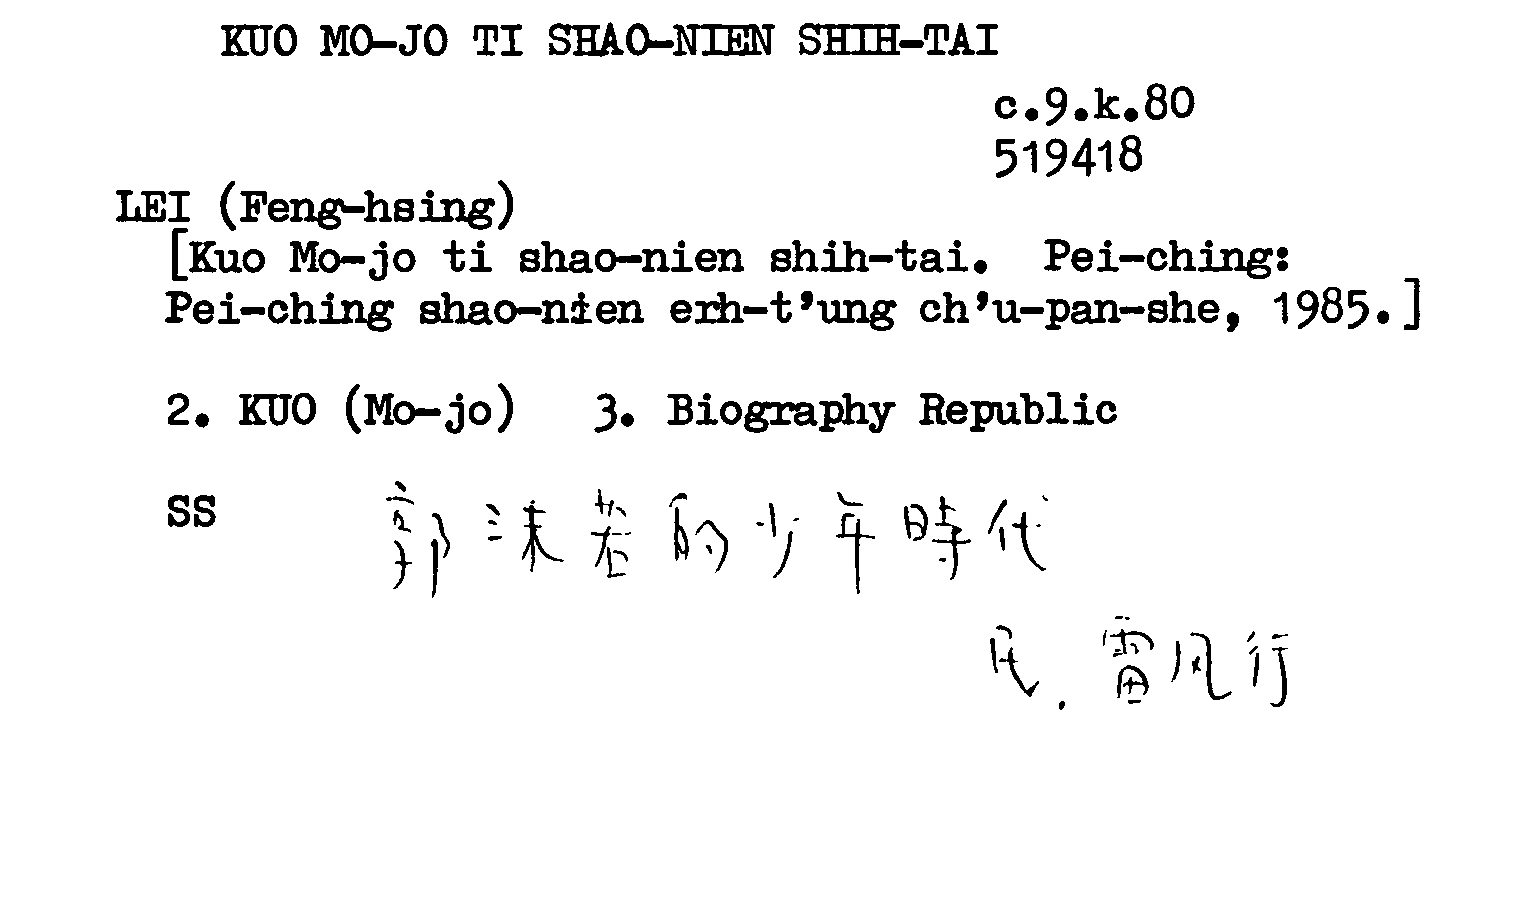 KUO MO-JO TI SHAO-NIEN SHIH-TAI
c.9.k.80
519418
LEI (Feng-hsing)
[Kuo Mo-jo ti shao-nien shih-tai. Pei-ching:
Pei-ching shao-nien erh-t'ung ch'u-pan-she, 1985.]
2. KUO (Mo-jo) 3. Biography Republic
SS 郭沫若的少年時代
民. 雷风行